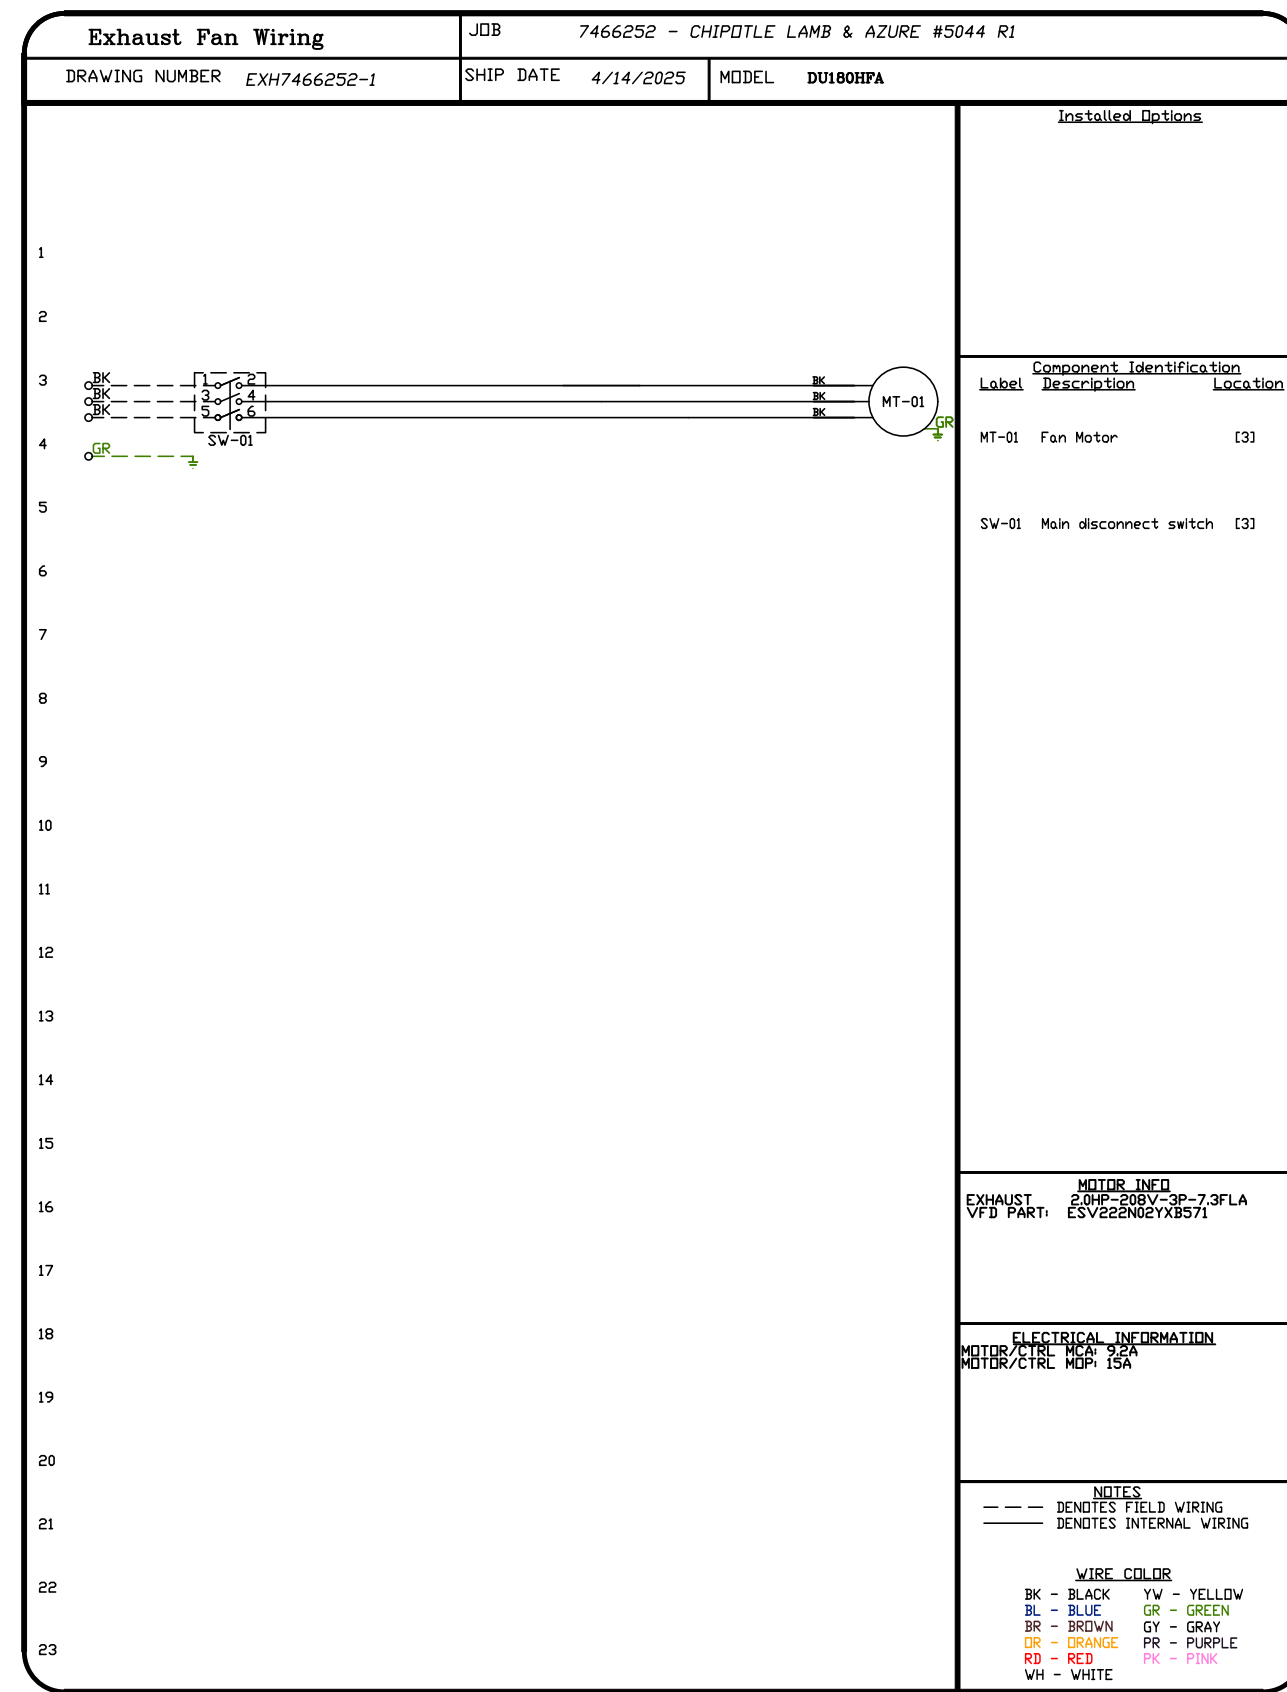 Exhaust Fan Wiring
JOB 7466252 - CHIPOTLE LAMB & AZURE #5044 R1
DRAWING NUMBER EXH7466252-1
SHIP DATE 4/14/2025
MODEL DU180HFA
Installed Options
1
2
3
4
5
6
7
8
9
10
11
12
13
14
15
16
17
18
19
20
21
22
23
BK 1 2 BK
BK 3 4 BK
BK 5 6 BK
MT-01
GR
SW-01
GR
Component Identification
Label Description Location
MT-01 Fan Motor [3]
SW-01 Main disconnect switch [3]
MOTOR INFO
EXHAUST 2.0HP-208V-3P-7.3FLA
VFD PART: ESV222N02YXB571
ELECTRICAL INFORMATION
MOTOR/CTRL MCA: 9.2A
MOTOR/CTRL MOP: 15A
NOTES
DENOTES FIELD WIRING
DENOTES INTERNAL WIRING
WIRE COLOR
BK - BLACK YW - YELLOW
BL - BLUE GR - GREEN
BR - BROWN GY - GRAY
OR - ORANGE PR - PURPLE
RD - RED PK - PINK
WH - WHITE